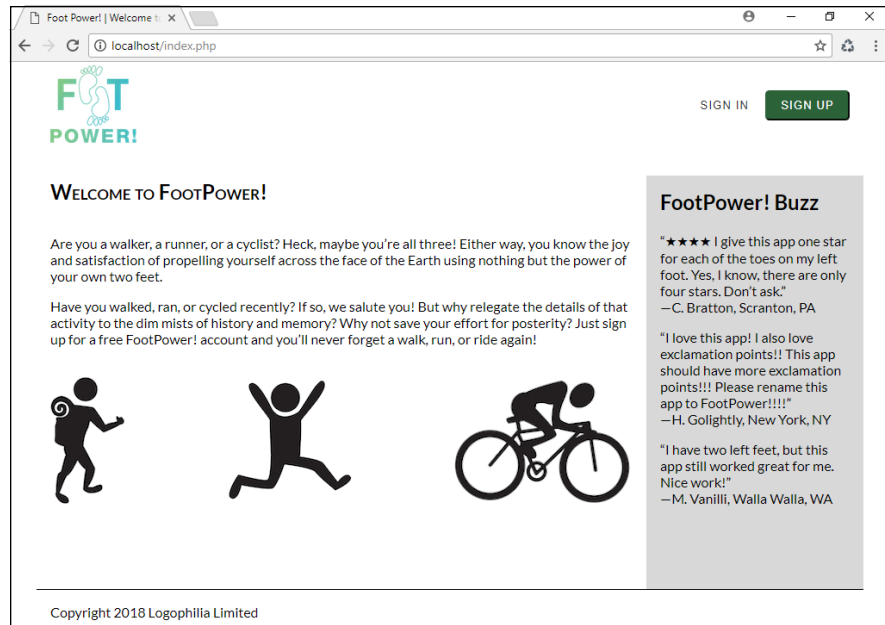 Foot Power! | Welcome t
localhost/index.php
F T
POWER!
SIGN IN
SIGN UP
Welcome to FootPower!
Are you a walker, a runner, or a cyclist? Heck, maybe you’re all three! Either way, you know the joy
and satisfaction of propelling yourself across the face of the Earth using nothing but the power of
your own two feet.
Have you walked, ran, or cycled recently? If so, we salute you! But why relegate the details of that
activity to the dim mists of history and memory? Why not save your effort for posterity? Just sign
up for a free FootPower! account and you’ll never forget a walk, run, or ride again!
FootPower! Buzz
“★★★★ I give this app one star
for each of the toes on my left
foot. Yes, I know, there are only
four stars. Don’t ask.”
—C. Bratton, Scranton, PA
“I love this app! I also love
exclamation points!! This app
should have more exclamation
points!!! Please rename this
app to FootPower!!!!”
—H. Golightly, New York, NY
“I have two left feet, but this
app still worked great for me.
Nice work!”
—M. Vanilli, Walla Walla, WA
Copyright 2018 Logophilia Limited